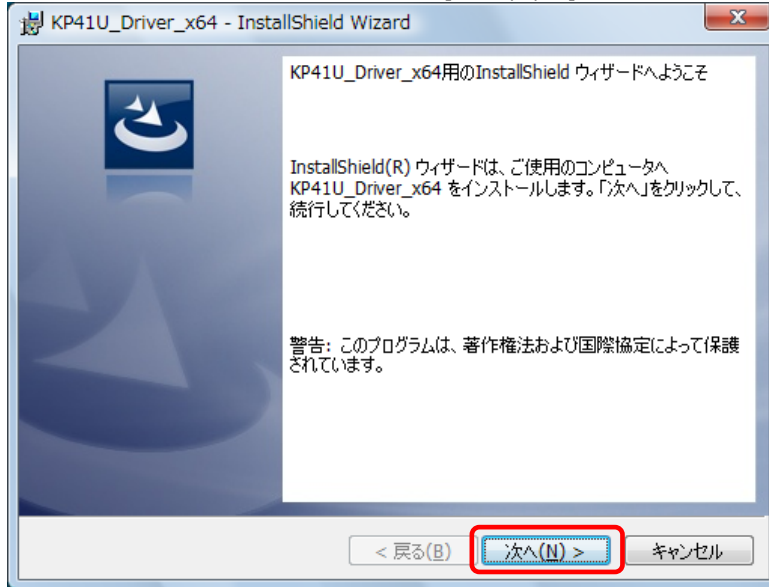 KP41U_Driver_x64 - InstallShield Wizard
KP41U_Driver_x64用のInstallShield ウィザードへようこそ
InstallShield(R) ウィザードは、ご使用のコンピュータへ
KP41U_Driver_x64 をインストールします。「次へ」をクリックして、
続行してください。
警告: このプログラムは、著作権法および国際協定によって保護
されています。
< 戻る(B) 次へ(N) > キャンセル